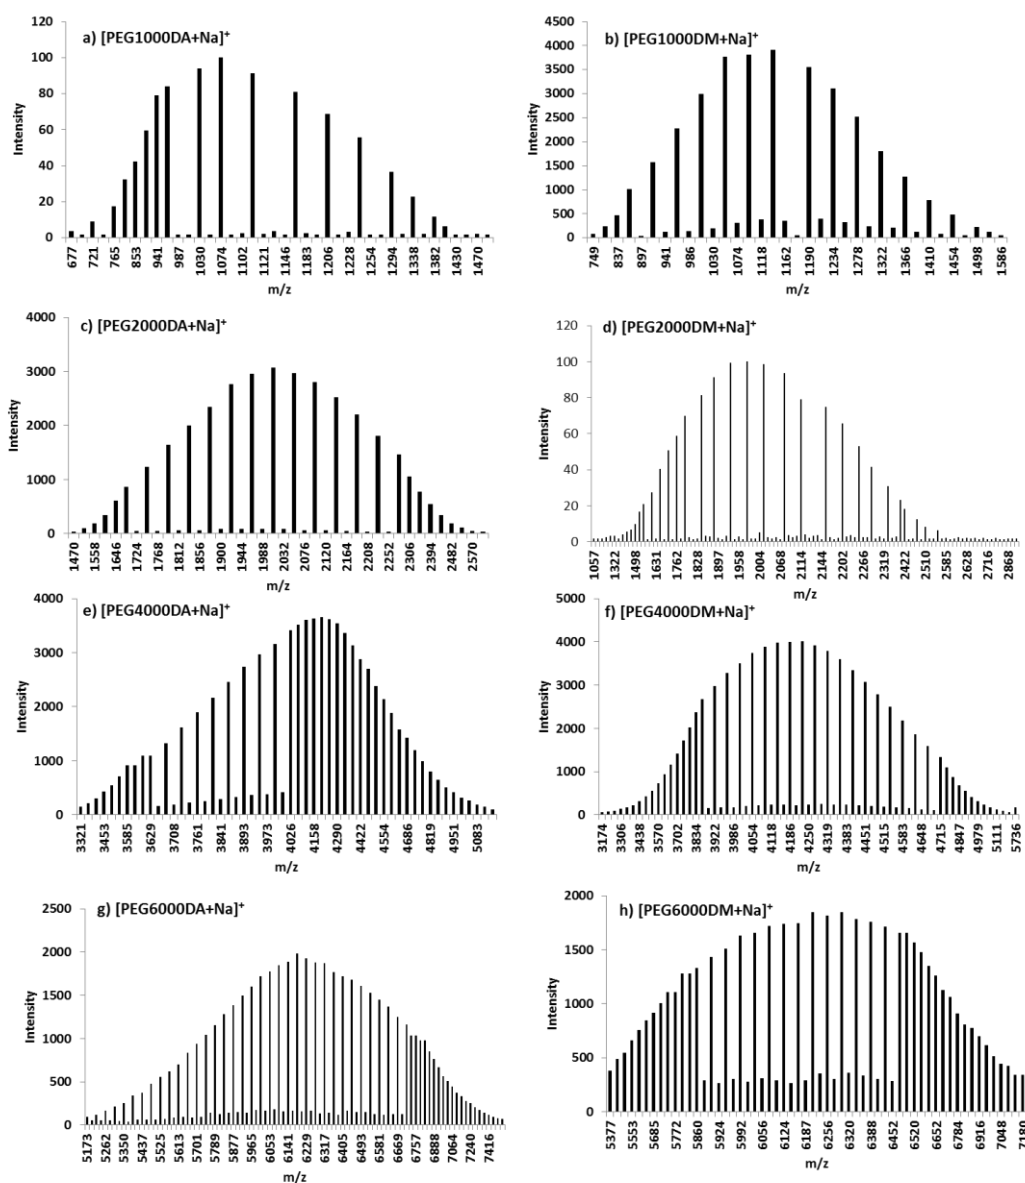 a) [PEG1000DA+Na]⁺
120
100
80
60
40
20
0
Intensity
677 721 765 853 941 987 1030 1074 1102 1121 1146 1183 1206 1228 1254 1294 1338 1382 1430 1470
m/z
b) [PEG1000DM+Na]⁺
4500
4000
3500
3000
2500
2000
1500
1000
500
0
Intensity
749 837 897 941 986 1030 1074 1118 1162 1190 1234 1278 1322 1366 1410 1454 1498 1586
m/z
c) [PEG2000DA+Na]⁺
4000
3000
2000
1000
0
Intensity
1470 1558 1646 1724 1768 1812 1856 1900 1944 1988 2032 2076 2120 2164 2208 2252 2306 2394 2482 2570
m/z
d) [PEG2000DM+Na]⁺
120
100
80
60
40
20
0
Intensity
1057 1322 1498 1631 1762 1828 1897 1956 2004 2068 2114 2146 2202 2266 2319 2422 2510 2585 2628 2716 2868
m/z
e) [PEG4000DA+Na]⁺
4000
3000
2000
1000
0
Intensity
3321 3453 3585 3629 3708 3761 3841 3893 3973 4026 4158 4290 4422 4554 4686 4819 4951 5083
m/z
f) [PEG4000DM+Na]⁺
5000
4000
3000
2000
1000
0
Intensity
3174 3306 3438 3570 3702 3834 3922 3986 4054 4118 4186 4250 4319 4383 4451 4515 4583 4648 4715 4847 4979 5111 5736
m/z
g) [PEG6000DA+Na]⁺
2500
2000
1500
1000
500
0
Intensity
5173 5262 5350 5437 5525 5613 5701 5789 5877 5965 6053 6141 6229 6317 6405 6493 6581 6669 6757 6888 7064 7240 7416
m/z
h) [PEG6000DM+Na]⁺
2000
1500
1000
500
0
Intensity
5377 5553 5685 5772 5860 5924 5992 6056 6124 6187 6256 6320 6388 6452 6520 6652 6784 6916 7048 7180
m/z